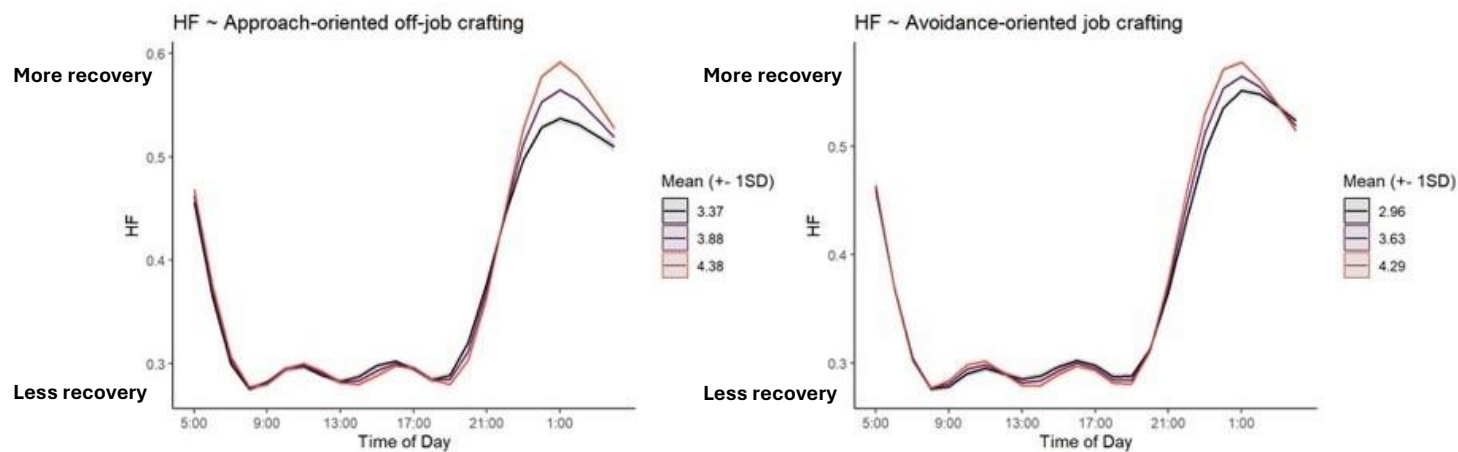 HF ~ Approach-oriented off-job crafting
More recovery
Less recovery
0.6
0.5
0.4
0.3
HF
5:00 9:00 13:00 17:00 21:00 1:00
Time of Day
Mean (+- 1SD)
3.37
3.88
4.38
HF ~ Avoidance-oriented job crafting
More recovery
Less recovery
0.5
0.4
0.3
HF
5:00 9:00 13:00 17:00 21:00 1:00
Time of Day
Mean (+- 1SD)
2.96
3.63
4.29